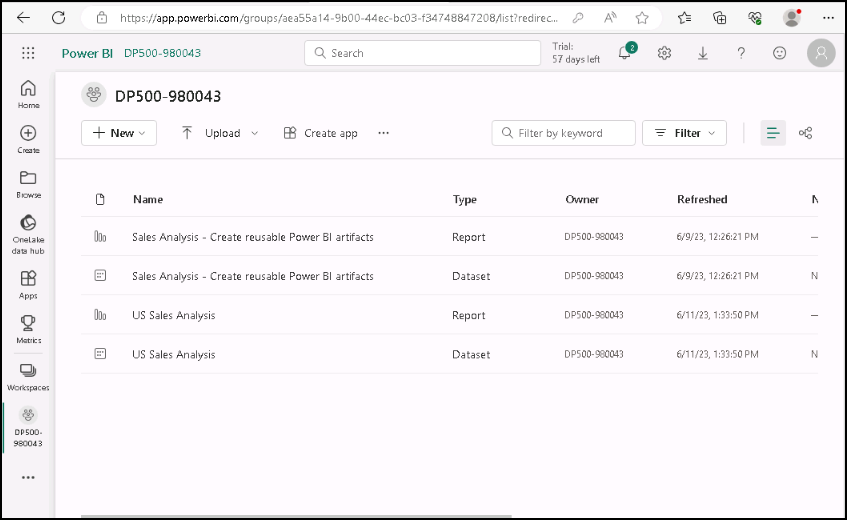 https://app.powerbi.com/groups/aea55a14-9b00-44ec-bc03-f34748847208/list?redirec...
Power BI DP500-980043
Search
Trial:
57 days left
2
?
Home
Create
Browse
OneLake
data hub
Apps
Metrics
Workspaces
DP500-
980043
DP500-980043
New Upload Create app
Filter by keyword Filter
Name Type Owner Refreshed N
Sales Analysis - Create reusable Power BI artifacts Report DP500-980043 6/9/23, 12:26:21 PM —
Sales Analysis - Create reusable Power BI artifacts Dataset DP500-980043 6/9/23, 12:26:21 PM N
US Sales Analysis Report DP500-980043 6/11/23, 1:33:50 PM —
US Sales Analysis Dataset DP500-980043 6/11/23, 1:33:50 PM N